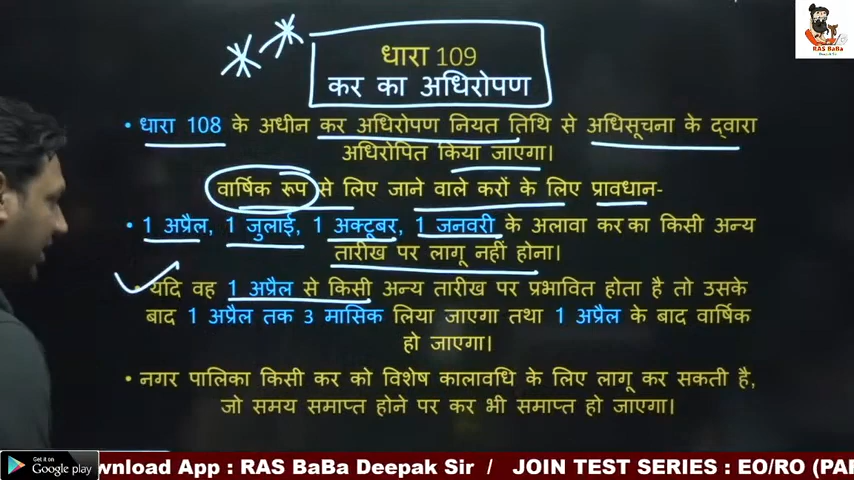 धारा 109
कर का अधिरोपण
• धारा 108 के अधीन कर अधिरोपण नियत तिथि से अधिसूचना के द्वारा
अधिरोपित किया जाएगा।
वार्षिक रूप से लिए जाने वाले करों के लिए प्रावधान-
• 1 अप्रैल, 1 जुलाई, 1 अक्टूबर, 1 जनवरी के अलावा कर का किसी अन्य
तारीख पर लागू नहीं होना।
यदि वह 1 अप्रैल से किसी अन्य तारीख पर प्रभावित होता है तो उसके
बाद 1 अप्रैल तक 3 मासिक लिया जाएगा तथा 1 अप्रैल के बाद वार्षिक
हो जाएगा।
• नगर पालिका किसी कर को विशेष कालावधि के लिए लागू कर सकती है,
जो समय समाप्त होने पर कर भी समाप्त हो जाएगा।
RAS BaBa
Deepak Sir
Get it on
Google play
wnload App : RAS BaBa Deepak Sir / JOIN TEST SERIES : EO/RO (PAP